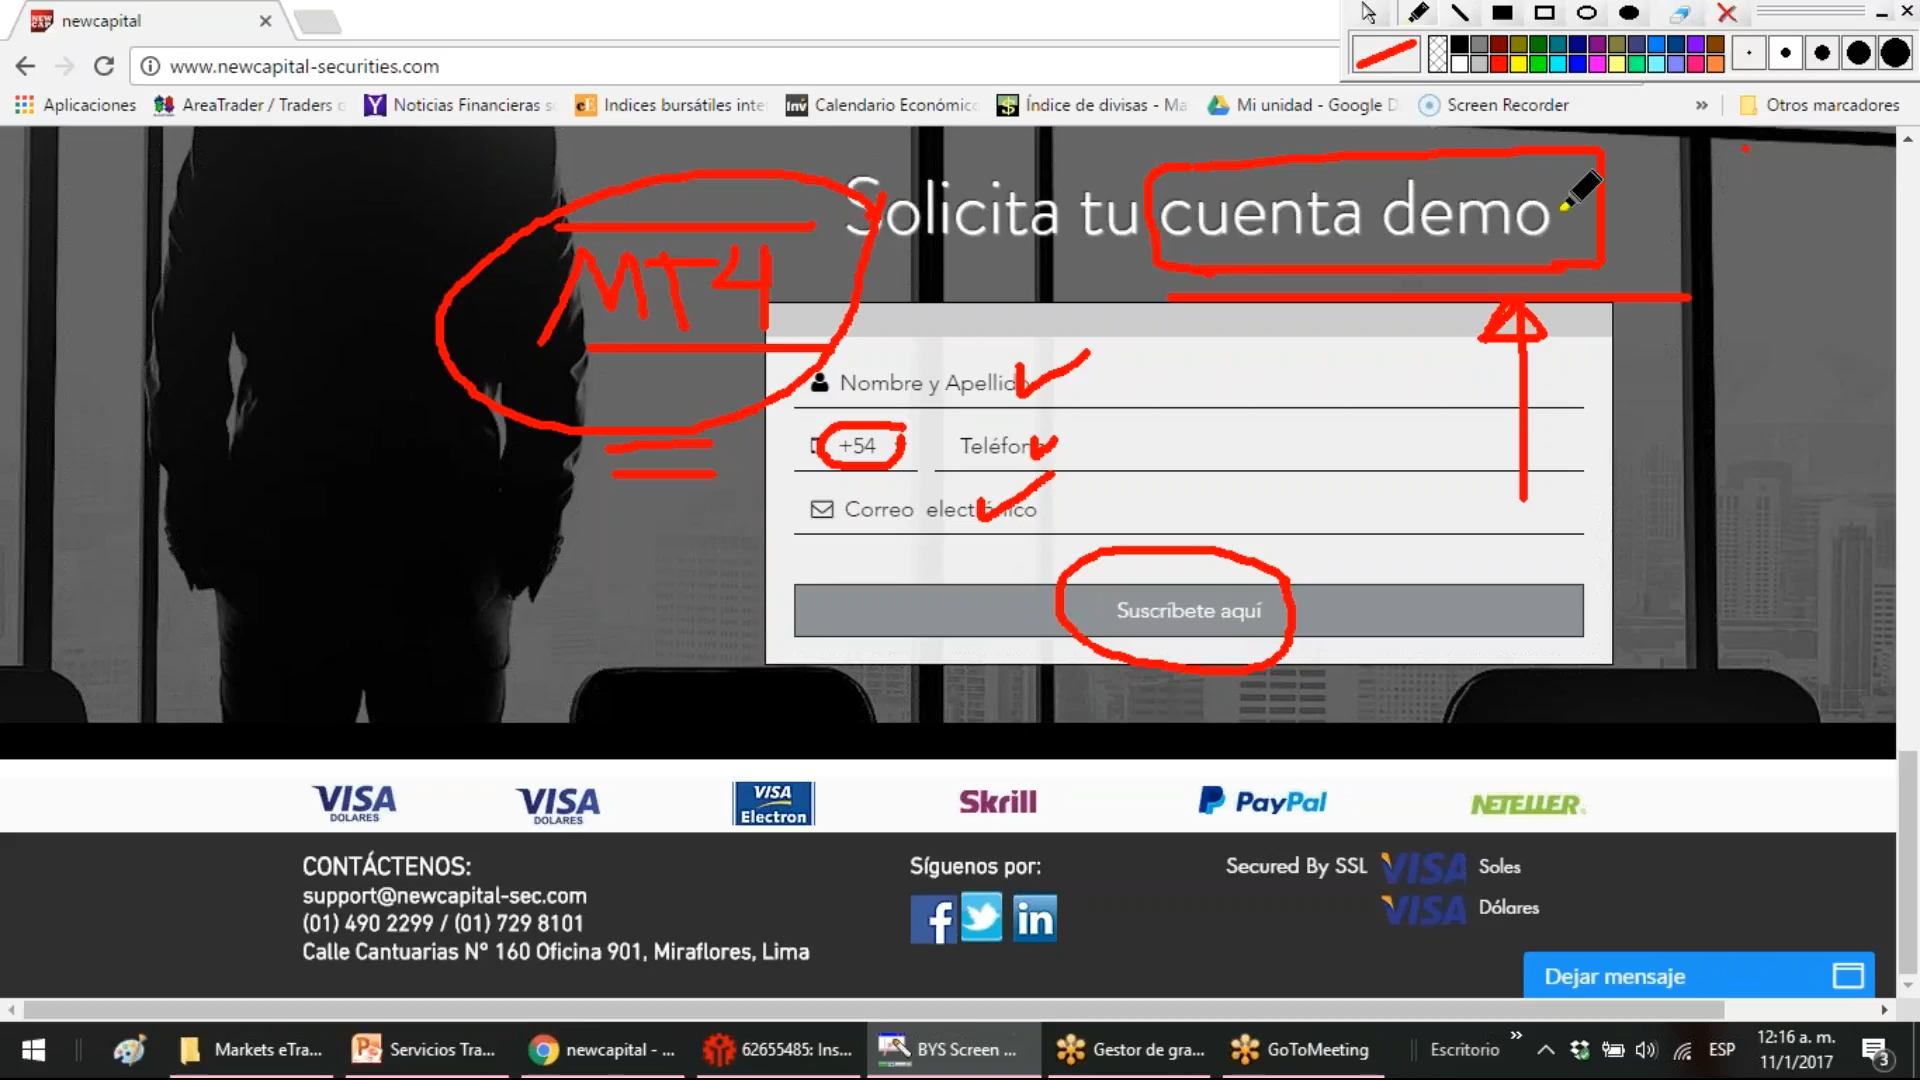 newcapital
www.newcapital-securities.com
Aplicaciones
AreaTrader / Traders
Noticias Financieras
Indices bursátiles
Calendario Económic
Índice de divisas - Ma
Mi unidad - Google D
Screen Recorder
»
Otros marcadores
Solicita tu cuenta demo
MT4
Nombre y Apellido
+54
Teléfono
Correo electrónico
Suscríbete aquí
VISA DOLARES
VISA DOLARES
VISA Electron
Skrill
PayPal
NETELLER
CONTÁCTENOS:
support@newcapital-sec.com
(01) 490 2299 / (01) 729 8101
Calle Cantuarias N° 160 Oficina 901, Miraflores, Lima
Síguenos por:
Secured By SSL
VISA Soles
VISA Dólares
Dejar mensaje
Markets eTra...
Servicios Tra...
newcapital - ...
62655485: Ins...
BYS Screen ...
Gestor de gra...
GoToMeeting
Escritorio
»
ESP
12:16 a. m.
11/1/2017
3